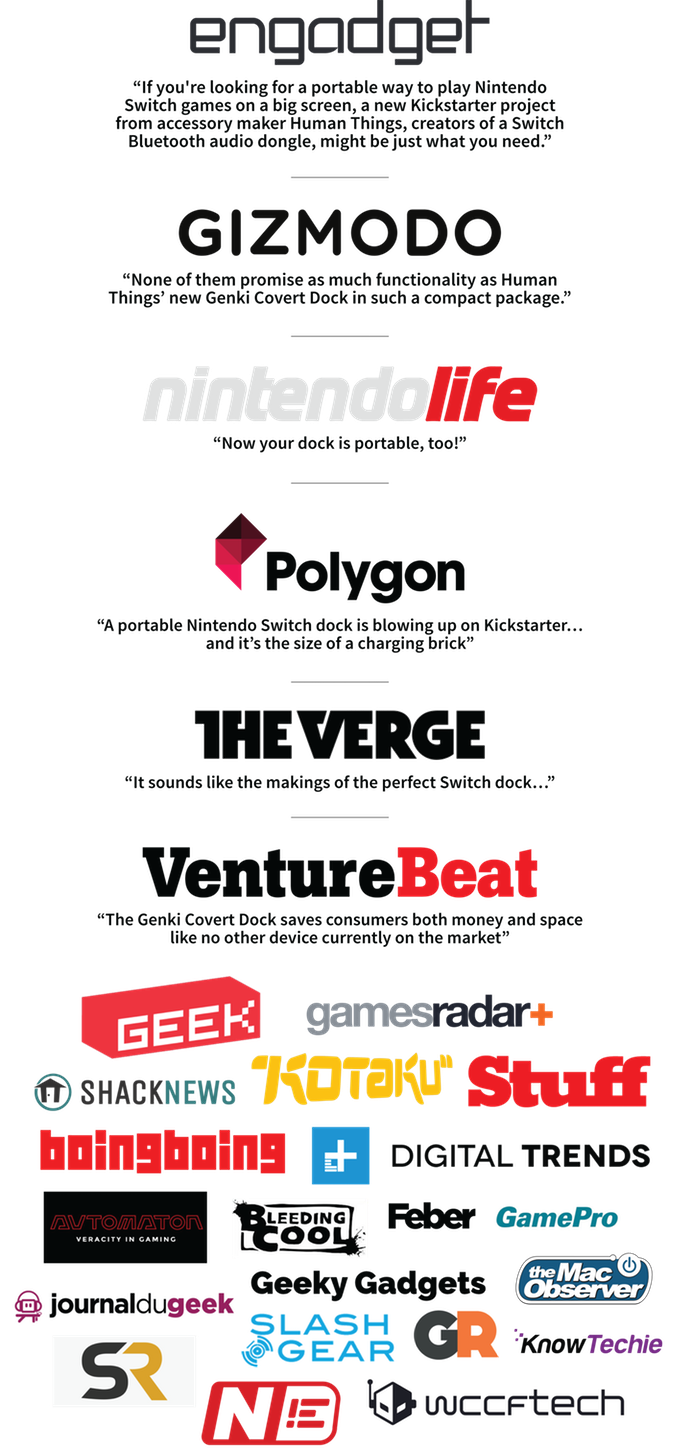 engadget
“If you're looking for a portable way to play Nintendo
Switch games on a big screen, a new Kickstarter project
from accessory maker Human Things, creators of a Switch
Bluetooth audio dongle, might be just what you need.”
GIZMODO
“None of them promise as much functionality as Human
Things’ new Genki Covert Dock in such a compact package.”
nintendolife
“Now your dock is portable, too!”
Polygon
“A portable Nintendo Switch dock is blowing up on Kickstarter…
and it’s the size of a charging brick”
THE VERGE
“It sounds like the makings of the perfect Switch dock…”
VentureBeat
“The Genki Covert Dock saves consumers both money and space
like no other device currently on the market”
GEEK
gamesradar+
SHACKNEWS
"KOTAKU"
Stuff
boingboing
DIGITAL TRENDS
AVTOMATON
VERACITY IN GAMING
BLEEDING
COOL
Feber
GamePro
Geeky Gadgets
the Mac
Observer
journaldugeek
SLASH
GEAR
GR
KnowTechie
SR
N!E
wccftech